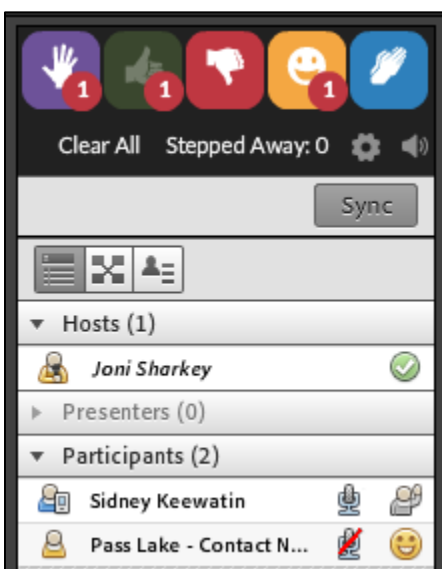 1 1 1
Clear All Stepped Away: 0
Sync
Hosts (1)
Joni Sharkey
Presenters (0)
Participants (2)
Sidney Keewatin
Pass Lake - Contact N...